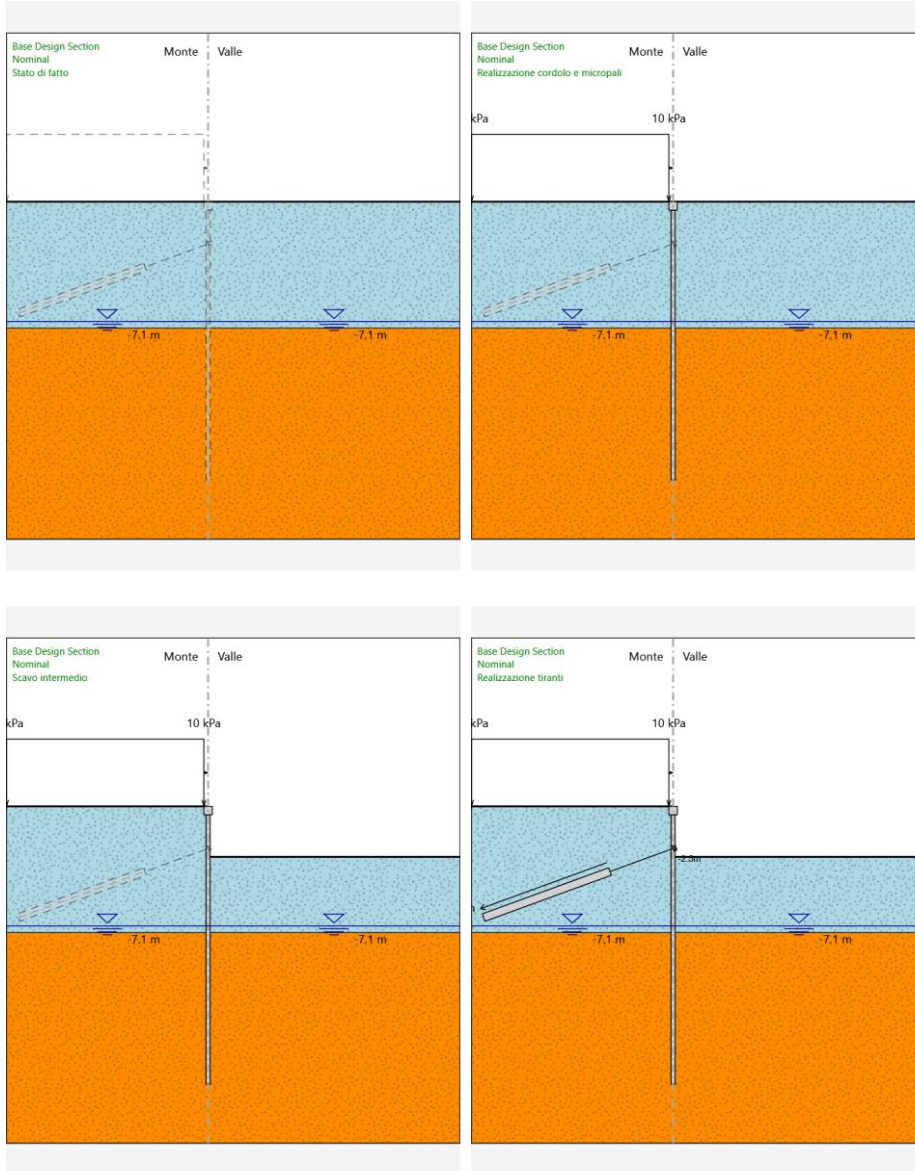 Base Design Section
Nominal
Stato di fatto
Monte Valle
-7.1 m -7.1 m
Base Design Section
Nominal
Realizzazione cordolo e micropali
Monte Valle
kPa 10 kPa
-7.1 m -7.1 m
Base Design Section
Nominal
Scavo intermedio
Monte Valle
kPa 10 kPa
-7.1 m -7.1 m
Base Design Section
Nominal
Realizzazione tiranti
Monte Valle
kPa 10 kPa
-2.5m
-7.1 m -7.1 m